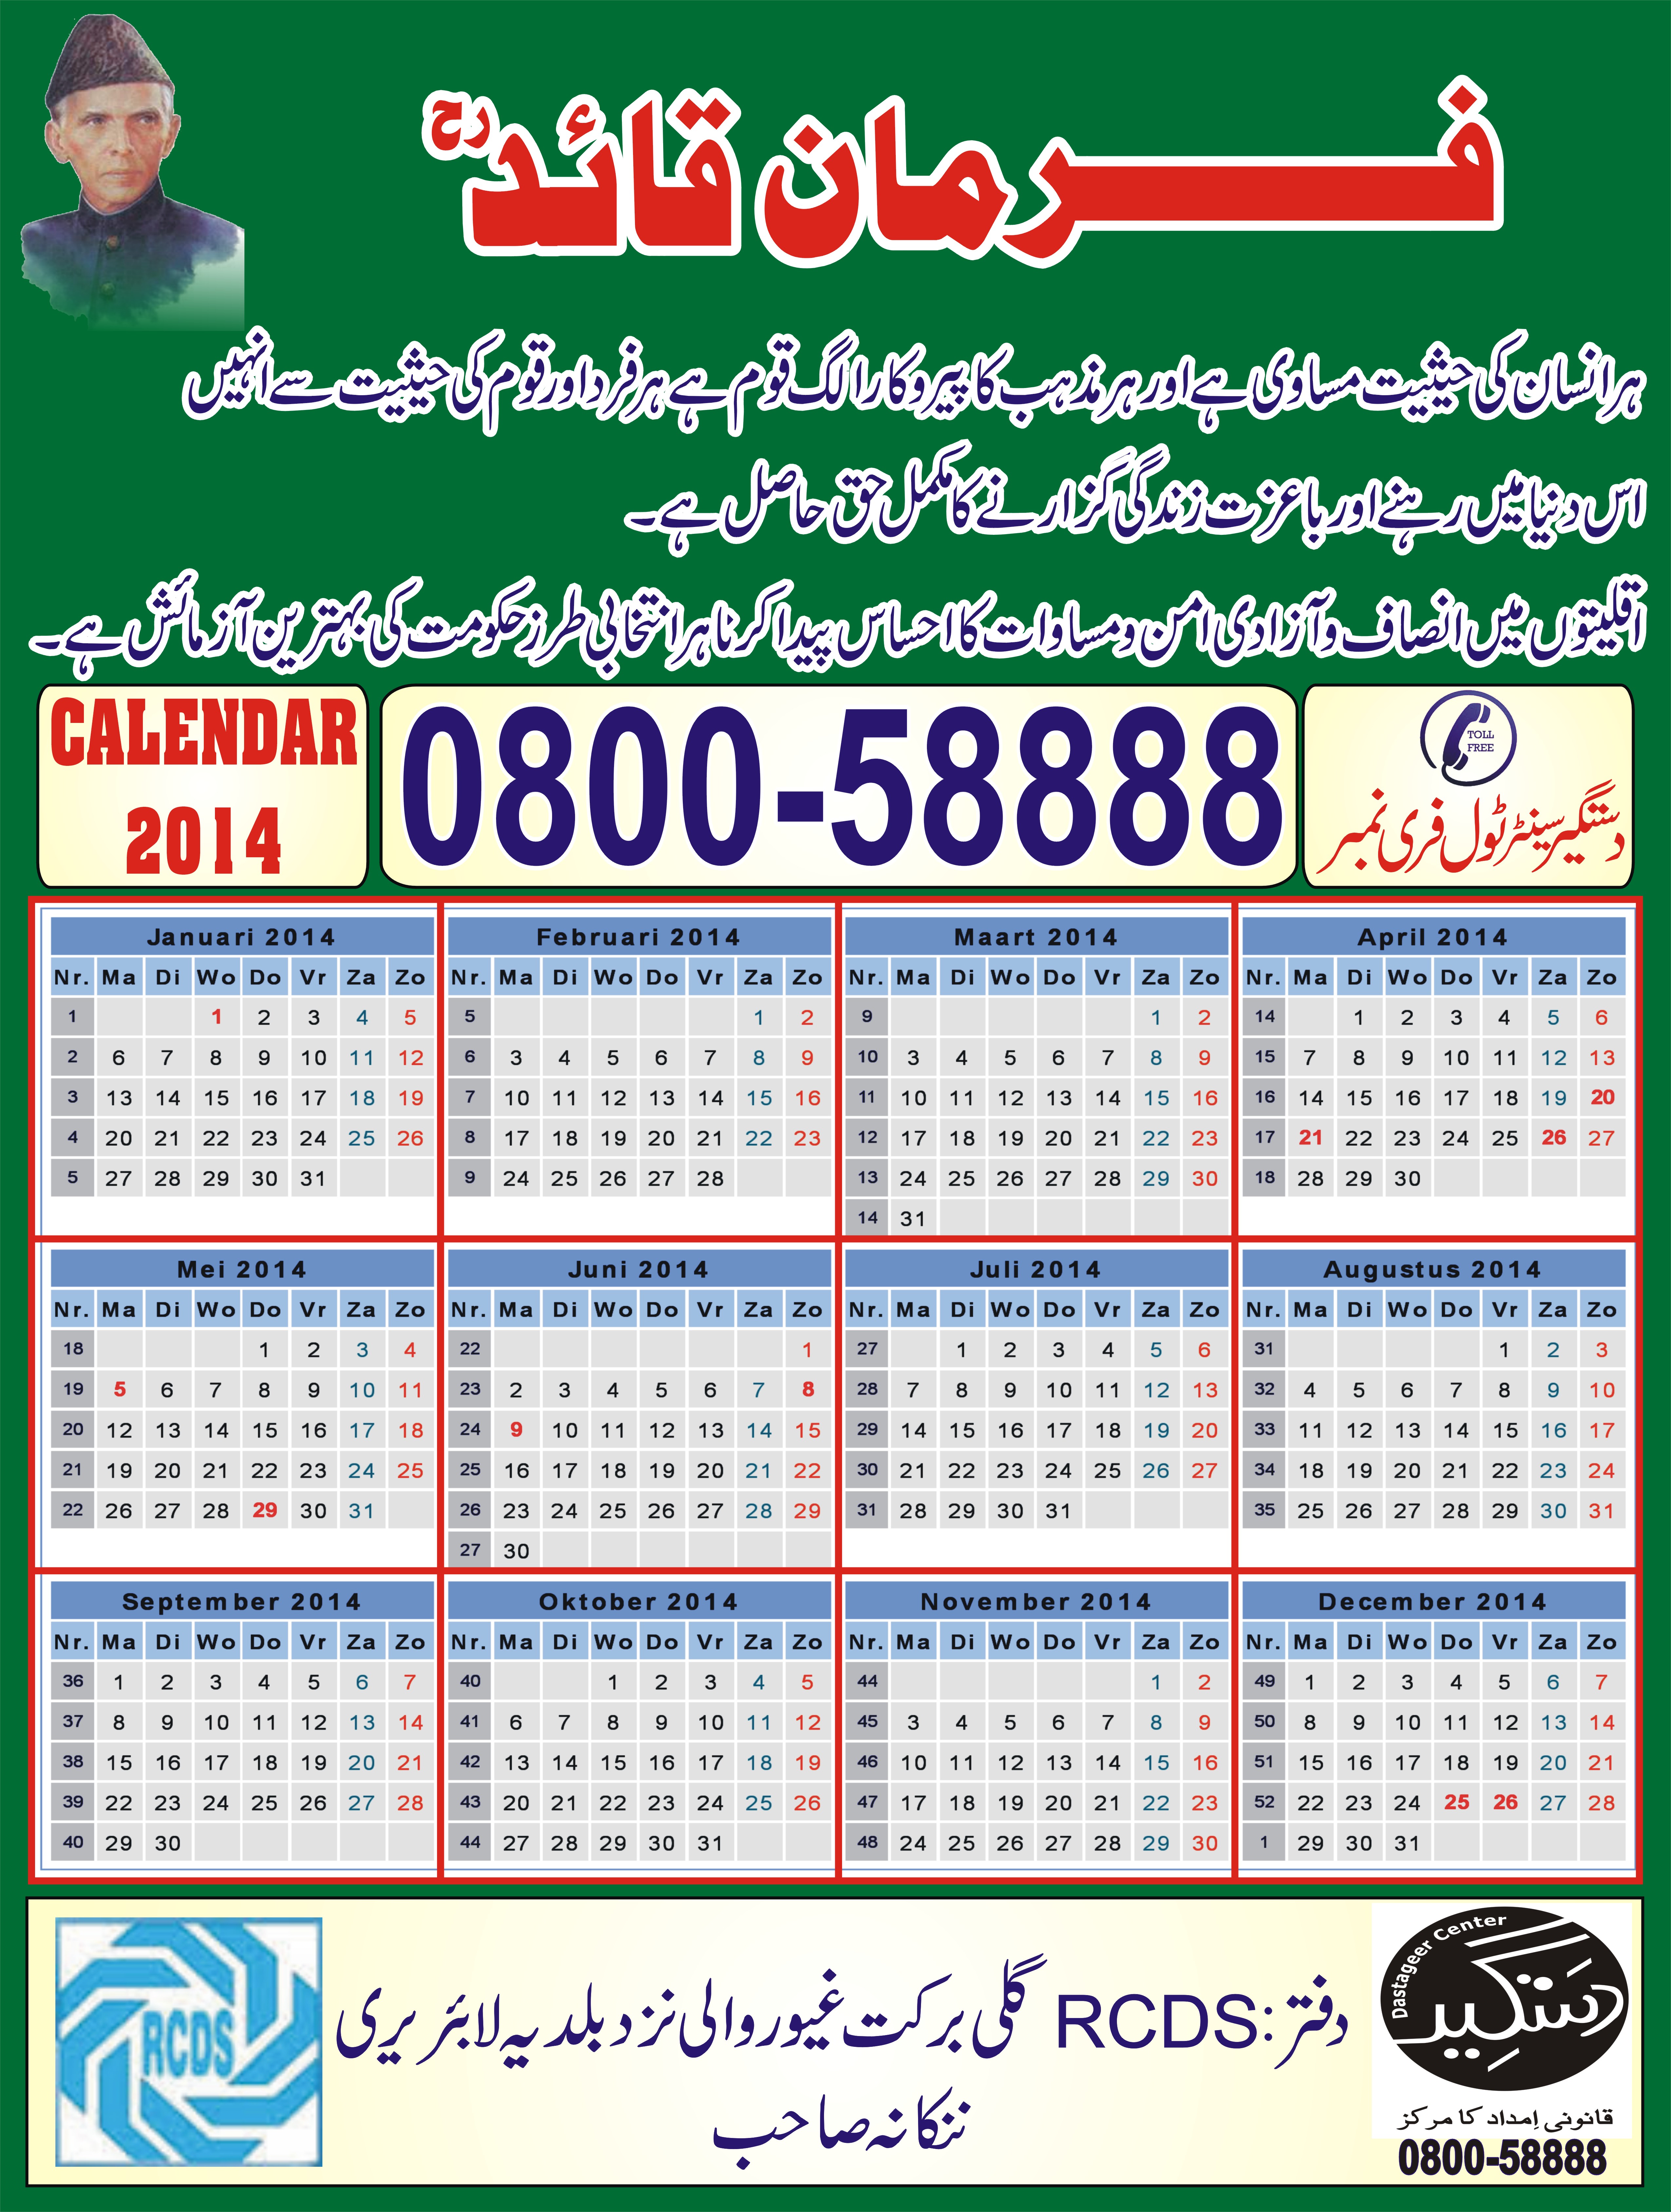 فرمان قائدؒ
ہر انسان کی حیثیت مساوی ہے اور ہر مذہب کا پیروکار الگ قوم ہے ہر فرد اور قوم کی حیثیت سے انہیں
اس دنیا میں رہنے اور باعزت زندگی گزارنے کا مکمل حق حاصل ہے۔
اقلیتوں میں انصاف و آزادی امن و مساوات کا احساس پیدا کرنا ہر انتخابی طرز حکومت کی بہترین آزمائش ہے۔
CALENDAR
2014
0800-58888
TOLL
FREE
دستگیر سینٹر ٹول فری نمبر
Januari 2014
Nr. Ma Di Wo Do Vr Za Zo
1 1 2 3 4 5
2 6 7 8 9 10 11 12
3 13 14 15 16 17 18 19
4 20 21 22 23 24 25 26
5 27 28 29 30 31
Februari 2014
Nr. Ma Di Wo Do Vr Za Zo
5 1 2
6 3 4 5 6 7 8 9
7 10 11 12 13 14 15 16
8 17 18 19 20 21 22 23
9 24 25 26 27 28
Maart 2014
Nr. Ma Di Wo Do Vr Za Zo
9 1 2
10 3 4 5 6 7 8 9
11 10 11 12 13 14 15 16
12 17 18 19 20 21 22 23
13 24 25 26 27 28 29 30
14 31
April 2014
Nr. Ma Di Wo Do Vr Za Zo
14 1 2 3 4 5 6
15 7 8 9 10 11 12 13
16 14 15 16 17 18 19 20
17 21 22 23 24 25 26 27
18 28 29 30
Mei 2014
Nr. Ma Di Wo Do Vr Za Zo
18 1 2 3 4
19 5 6 7 8 9 10 11
20 12 13 14 15 16 17 18
21 19 20 21 22 23 24 25
22 26 27 28 29 30 31
Juni 2014
Nr. Ma Di Wo Do Vr Za Zo
22 1
23 2 3 4 5 6 7 8
24 9 10 11 12 13 14 15
25 16 17 18 19 20 21 22
26 23 24 25 26 27 28 29
27 30
Juli 2014
Nr. Ma Di Wo Do Vr Za Zo
27 1 2 3 4 5 6
28 7 8 9 10 11 12 13
29 14 15 16 17 18 19 20
30 21 22 23 24 25 26 27
31 28 29 30 31
Augustus 2014
Nr. Ma Di Wo Do Vr Za Zo
31 1 2 3
32 4 5 6 7 8 9 10
33 11 12 13 14 15 16 17
34 18 19 20 21 22 23 24
35 25 26 27 28 29 30 31
September 2014
Nr. Ma Di Wo Do Vr Za Zo
36 1 2 3 4 5 6 7
37 8 9 10 11 12 13 14
38 15 16 17 18 19 20 21
39 22 23 24 25 26 27 28
40 29 30
Oktober 2014
Nr. Ma Di Wo Do Vr Za Zo
40 1 2 3 4 5
41 6 7 8 9 10 11 12
42 13 14 15 16 17 18 19
43 20 21 22 23 24 25 26
44 27 28 29 30 31
November 2014
Nr. Ma Di Wo Do Vr Za Zo
44 1 2
45 3 4 5 6 7 8 9
46 10 11 12 13 14 15 16
47 17 18 19 20 21 22 23
48 24 25 26 27 28 29 30
December 2014
Nr. Ma Di Wo Do Vr Za Zo
49 1 2 3 4 5 6 7
50 8 9 10 11 12 13 14
51 15 16 17 18 19 20 21
52 22 23 24 25 26 27 28
1 29 30 31
RCDS
دفتر: RCDS گلی برکت غیور والی نزد بلدیہ لائبریری
ننکانہ صاحب
Dastageer Center
دستگیر
قانونی اِمداد کا مرکز
0800-58888